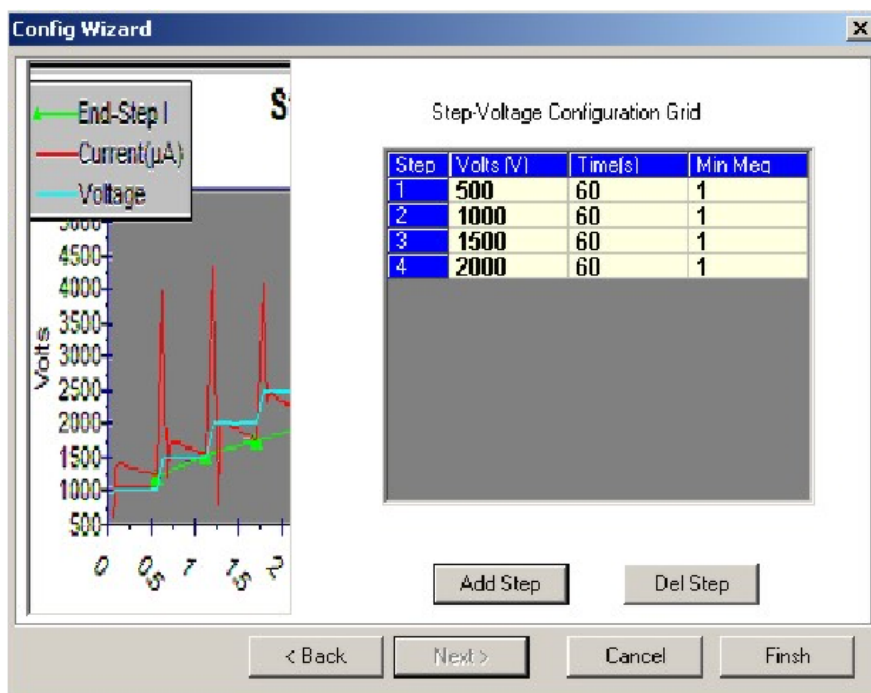 Config Wizard
End-Step I
Current(µA)
Voltage
Step-Voltage Configuration Grid
Step Volts (V) Time(s) Min Meg
1 500 60 1
2 1000 60 1
3 1500 60 1
4 2000 60 1
Volts
4500
4000
3500
3000
2500
2000
1500
1000
500
0 0.5 1 1.5 2
Add Step Del Step
< Back Next > Cancel Finsh